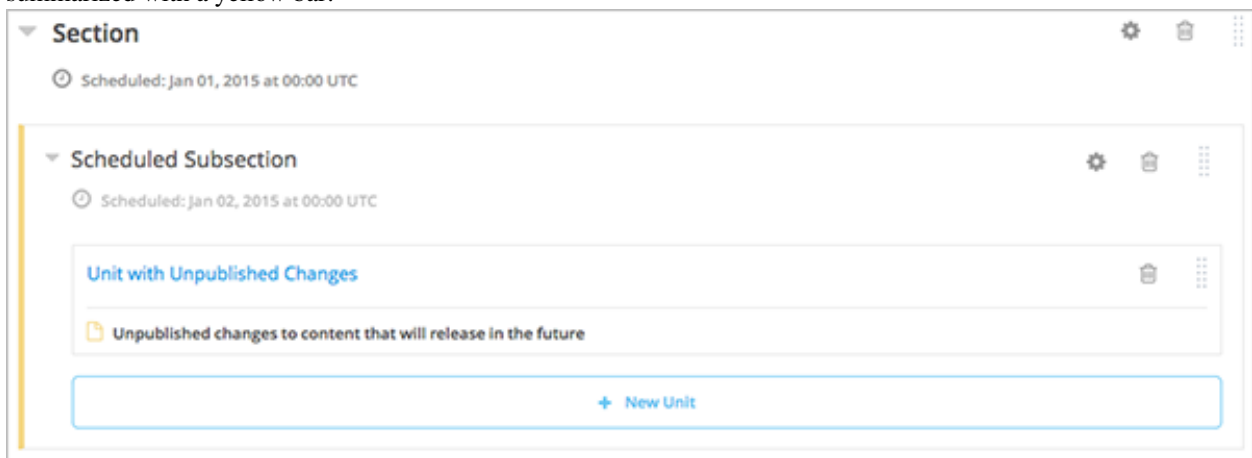 summarized with a yellow bar.
Section
Scheduled: Jan 01, 2015 at 00:00 UTC
Scheduled Subsection
Scheduled: Jan 02, 2015 at 00:00 UTC
Unit with Unpublished Changes
Unpublished changes to content that will release in the future
+ New Unit